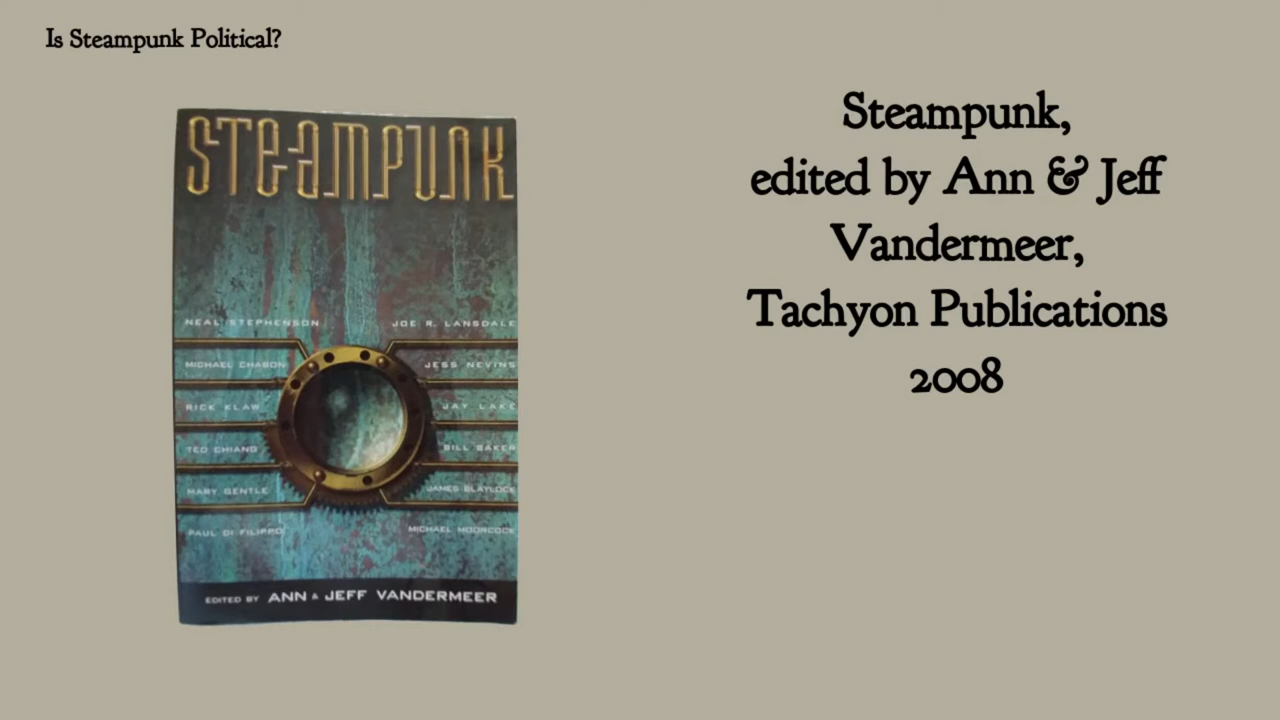 Is Steampunk Political?
STEAMPUNK
NEAL STEPHENSON
JOE R. LANSDALE
MICHAEL CHABON
JESS NEVINS
RICK KLAW
JAY LAKE
TED CHIANG
BILL BAKER
MARY GENTLE
JAMES BLAYLOCK
PAUL DI FILIPPO
MICHAEL MOORCOCK
EDITED BY ANN & JEFF VANDERMEER
Steampunk,
edited by Ann & Jeff
Vandermeer,
Tachyon Publications
2008